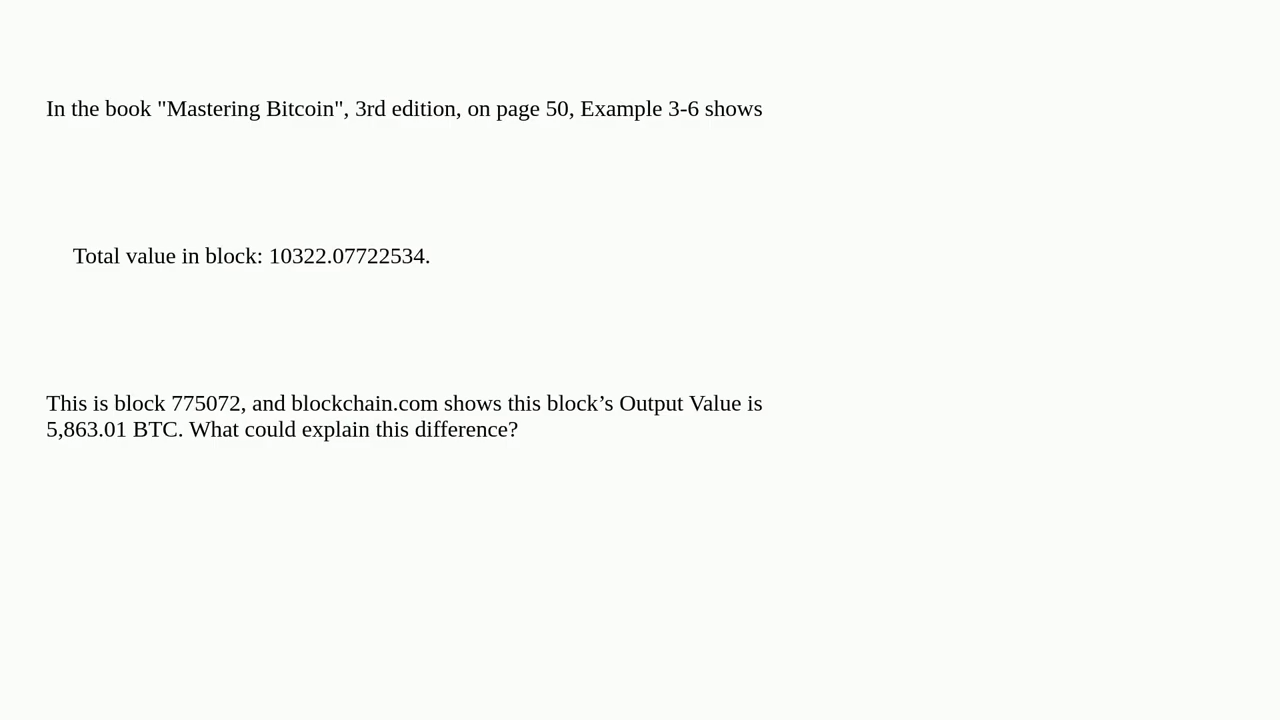 In the book "Mastering Bitcoin", 3rd edition, on page 50, Example 3-6 shows
Total value in block: 10322.07722534.
This is block 775072, and blockchain.com shows this block’s Output Value is
5,863.01 BTC. What could explain this difference?